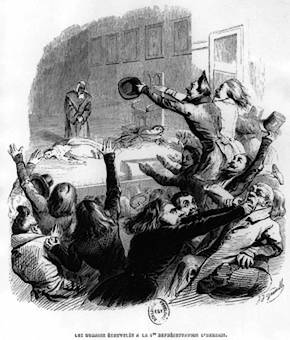 LES ROMAINS ÉCHEVELÉS A LA 1re REPRÉSENTATION D'HERNANI.